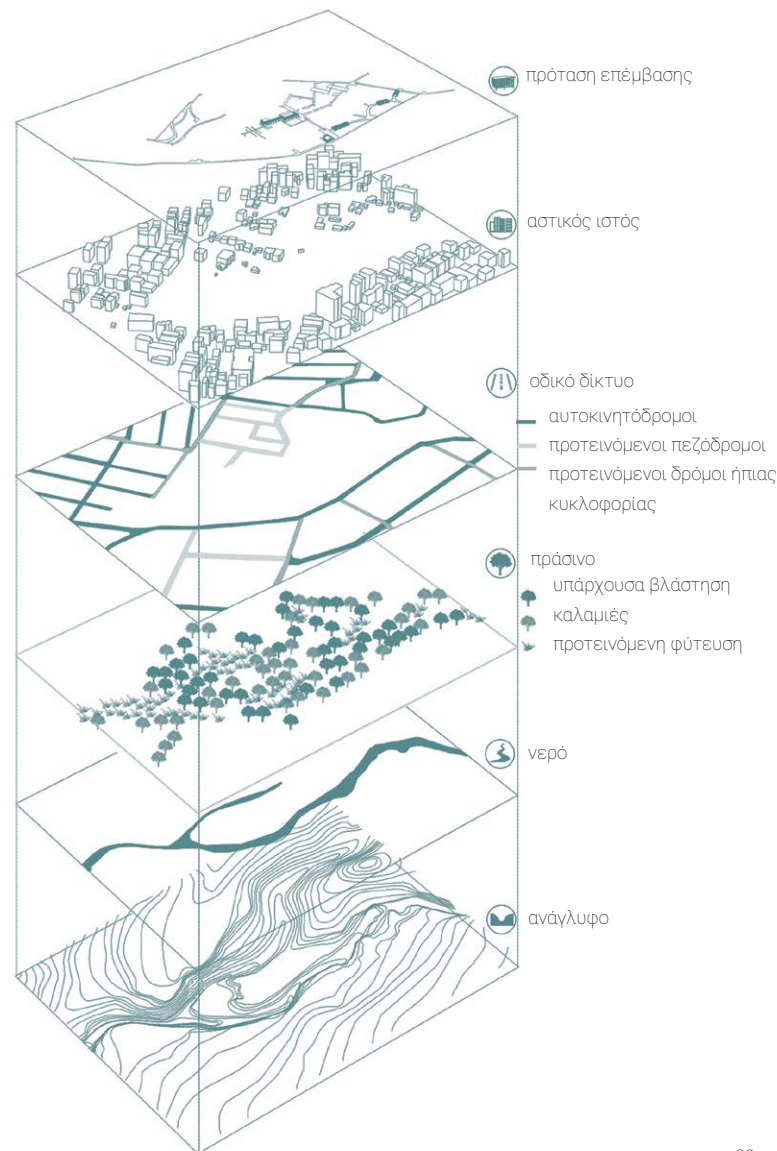 πρόταση επέμβασης
αστικός ιστός
οδικό δίκτυο
αυτοκινητόδρομοι
προτεινόμενοι πεζόδρομοι
προτεινόμενοι δρόμοι ήπιας
κυκλοφορίας
πράσινο
υπάρχουσα βλάστηση
καλαμιές
προτεινόμενη φύτευση
νερό
ανάγλυφο